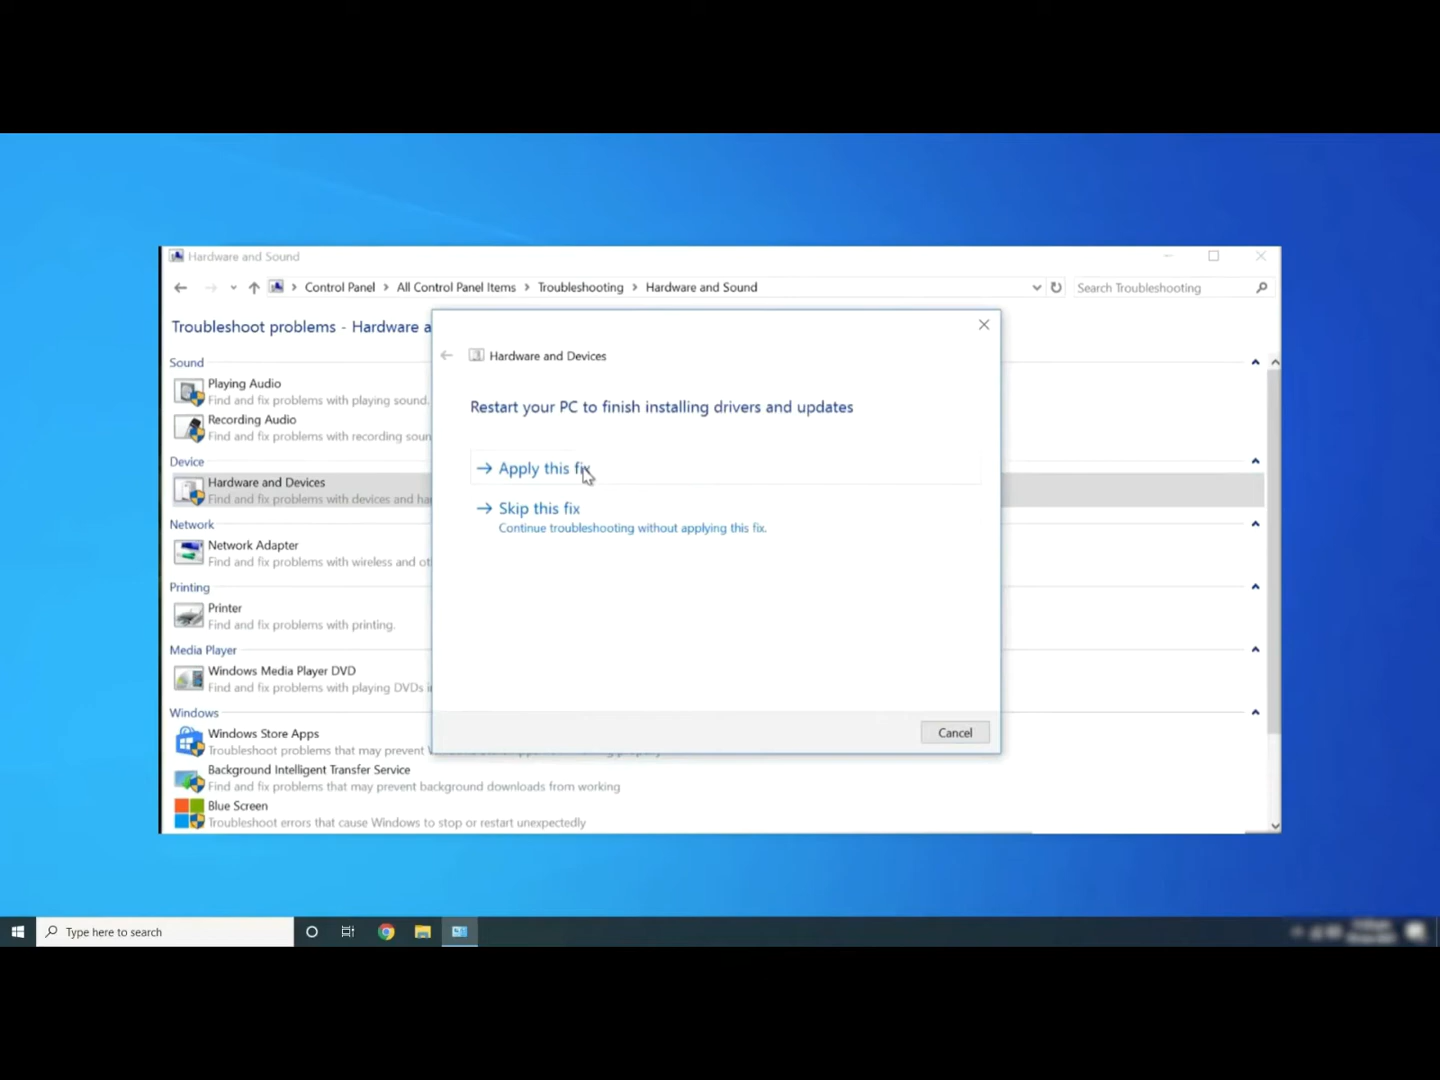 Hardware and Sound
Control Panel > All Control Panel Items > Troubleshooting > Hardware and Sound
Search Troubleshooting
Troubleshoot problems - Hardware a
Sound
Playing Audio
Find and fix problems with playing sound.
Recording Audio
Find and fix problems with recording soun
Device
Hardware and Devices
Find and fix problems with devices and ha
Network
Network Adapter
Find and fix problems with wireless and ot
Printing
Printer
Find and fix problems with printing.
Media Player
Windows Media Player DVD
Find and fix problems with playing DVDs i
Windows
Windows Store Apps
Troubleshoot problems that may prevent
Background Intelligent Transfer Service
Find and fix problems that may prevent background downloads from working
Blue Screen
Troubleshoot errors that cause Windows to stop or restart unexpectedly
Hardware and Devices
Restart your PC to finish installing drivers and updates
Apply this fix
Skip this fix
Continue troubleshooting without applying this fix.
Cancel
Type here to search